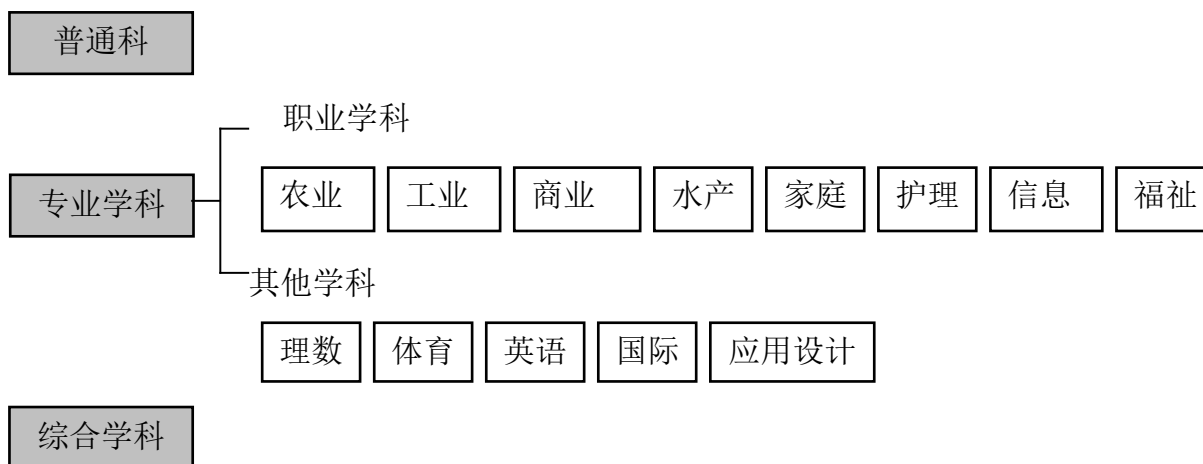 普通科
职业学科
专业学科
农业 工业 商业 水产 家庭 护理 信息 福祉
其他学科
理数 体育 英语 国际 应用设计
综合学科